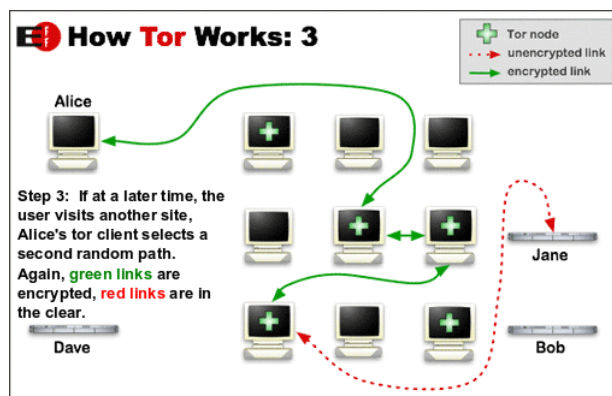 EFF How Tor Works: 3
Tor node
unencrypted link
encrypted link
Alice
Step 3: If at a later time, the
user visits another site,
Alice's tor client selects a
second random path.
Again, green links are
encrypted, red links are in
the clear.
Jane
Dave
Bob